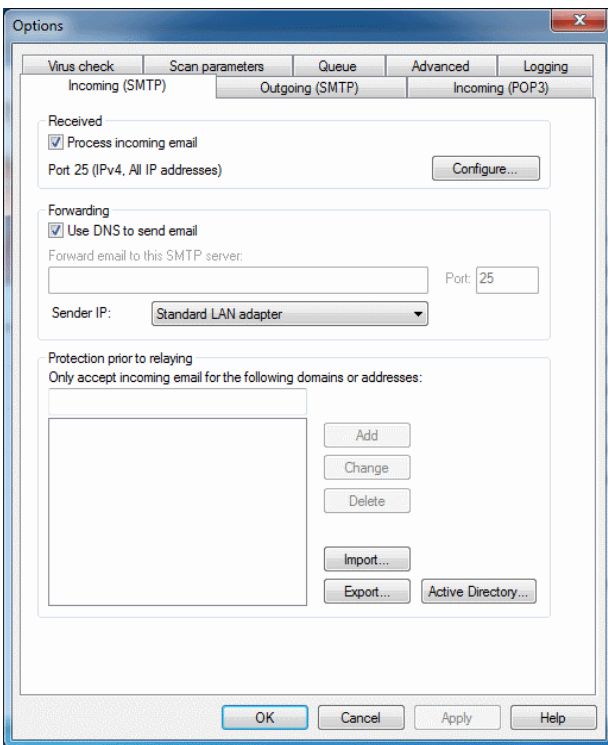 Options
Virus check Scan parameters Queue Advanced Logging
Incoming (SMTP) Outgoing (SMTP) Incoming (POP3)
Received
Process incoming email
Port 25 (IPv4, All IP addresses) Configure...
Forwarding
Use DNS to send email
Forward email to this SMTP server:
Port: 25
Sender IP: Standard LAN adapter
Protection prior to relaying
Only accept incoming email for the following domains or addresses:
Add
Change
Delete
Import...
Export... Active Directory...
OK Cancel Apply Help